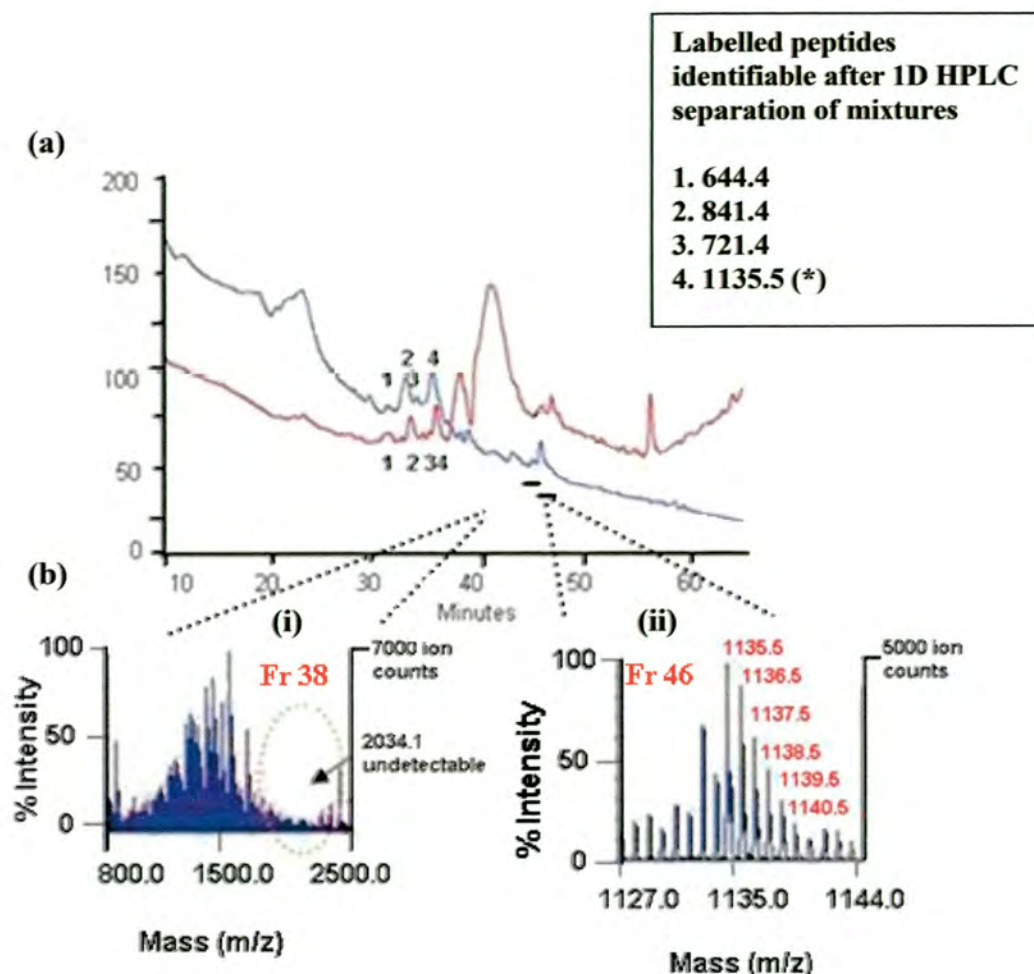 Labelled peptides
identifiable after 1D HPLC
separation of mixtures
1. 644.4
2. 841.4
3. 721.4
4. 1135.5 (*)
(a)
200
150
100
50
0
2 4
1 3
1 2 34
10 20 30 40 50 60
Minutes
(b)
(i)
100
50
0
% Intensity
Fr 38
7000 ion
counts
2034.1
undetectable
800.0 1500.0 2500.0
Mass (m/z)
(ii)
100
50
0
% Intensity
Fr 46
1135.5
1136.5
1137.5
1138.5
1139.5
1140.5
5000 ion
counts
1127.0 1135.0 1144.0
Mass (m/z)